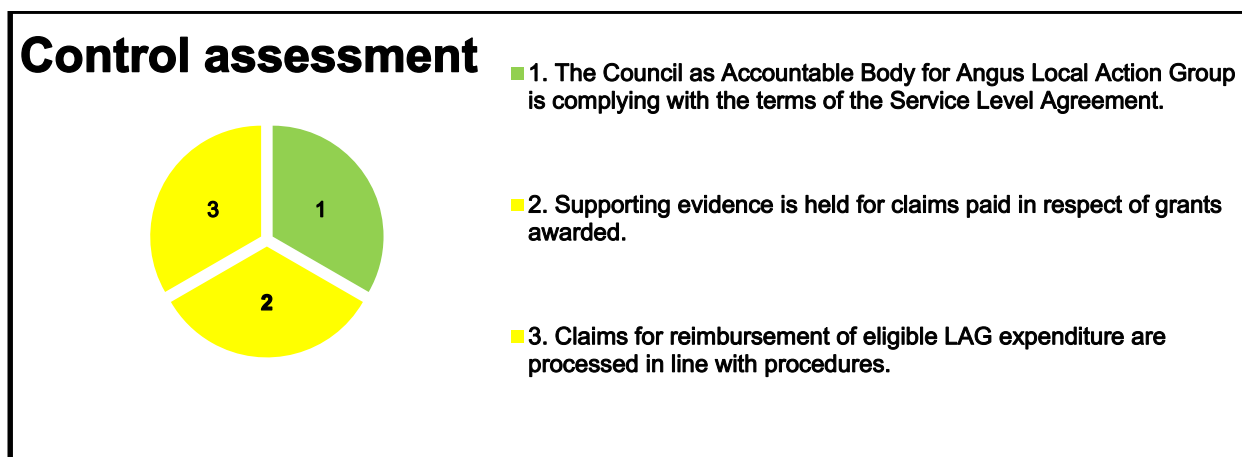 Control assessment
1. The Council as Accountable Body for Angus Local Action Group
is complying with the terms of the Service Level Agreement.
2. Supporting evidence is held for claims paid in respect of grants
awarded.
3. Claims for reimbursement of eligible LAG expenditure are
processed in line with procedures.
3
1
2